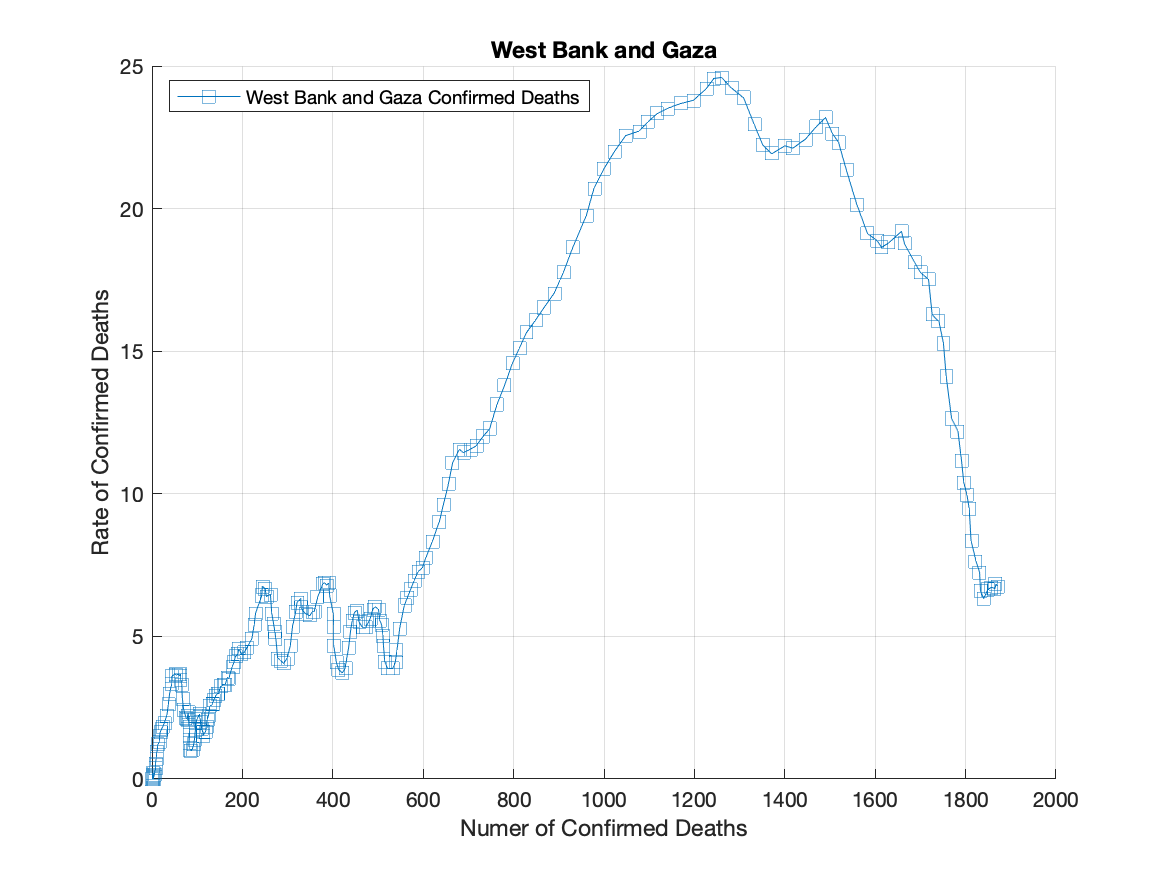 West Bank and Gaza
West Bank and Gaza Confirmed Deaths
25
20
15
10
5
0
Rate of Confirmed Deaths
0 200 400 600 800 1000 1200 1400 1600 1800 2000
Numer of Confirmed Deaths